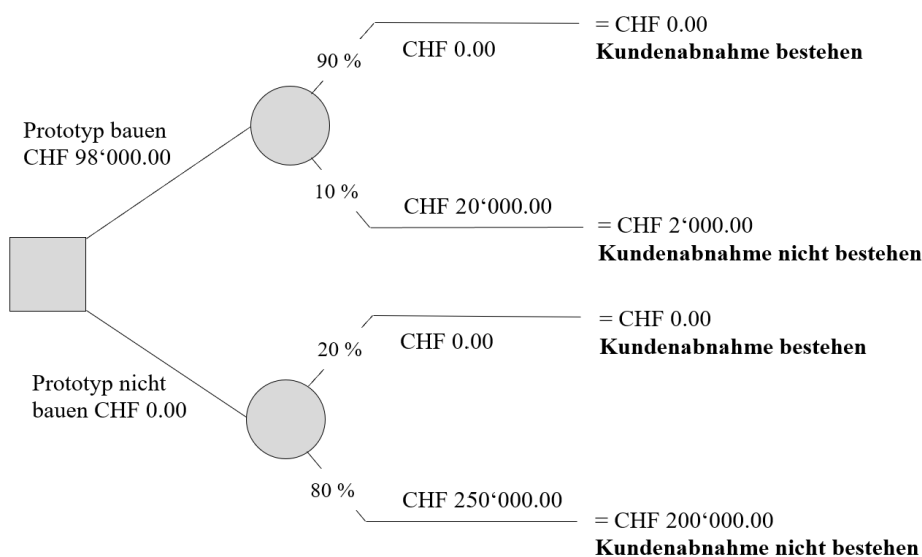 = CHF 0.00
CHF 0.00
Kundenabnahme bestehen
90 %
Prototyp bauen
CHF 98‘000.00
10 %
CHF 20‘000.00
= CHF 2‘000.00
Kundenabnahme nicht bestehen
= CHF 0.00
20 %
CHF 0.00
Kundenabnahme bestehen
Prototyp nicht
bauen CHF 0.00
80 %
CHF 250‘000.00
= CHF 200‘000.00
Kundenabnahme nicht bestehen